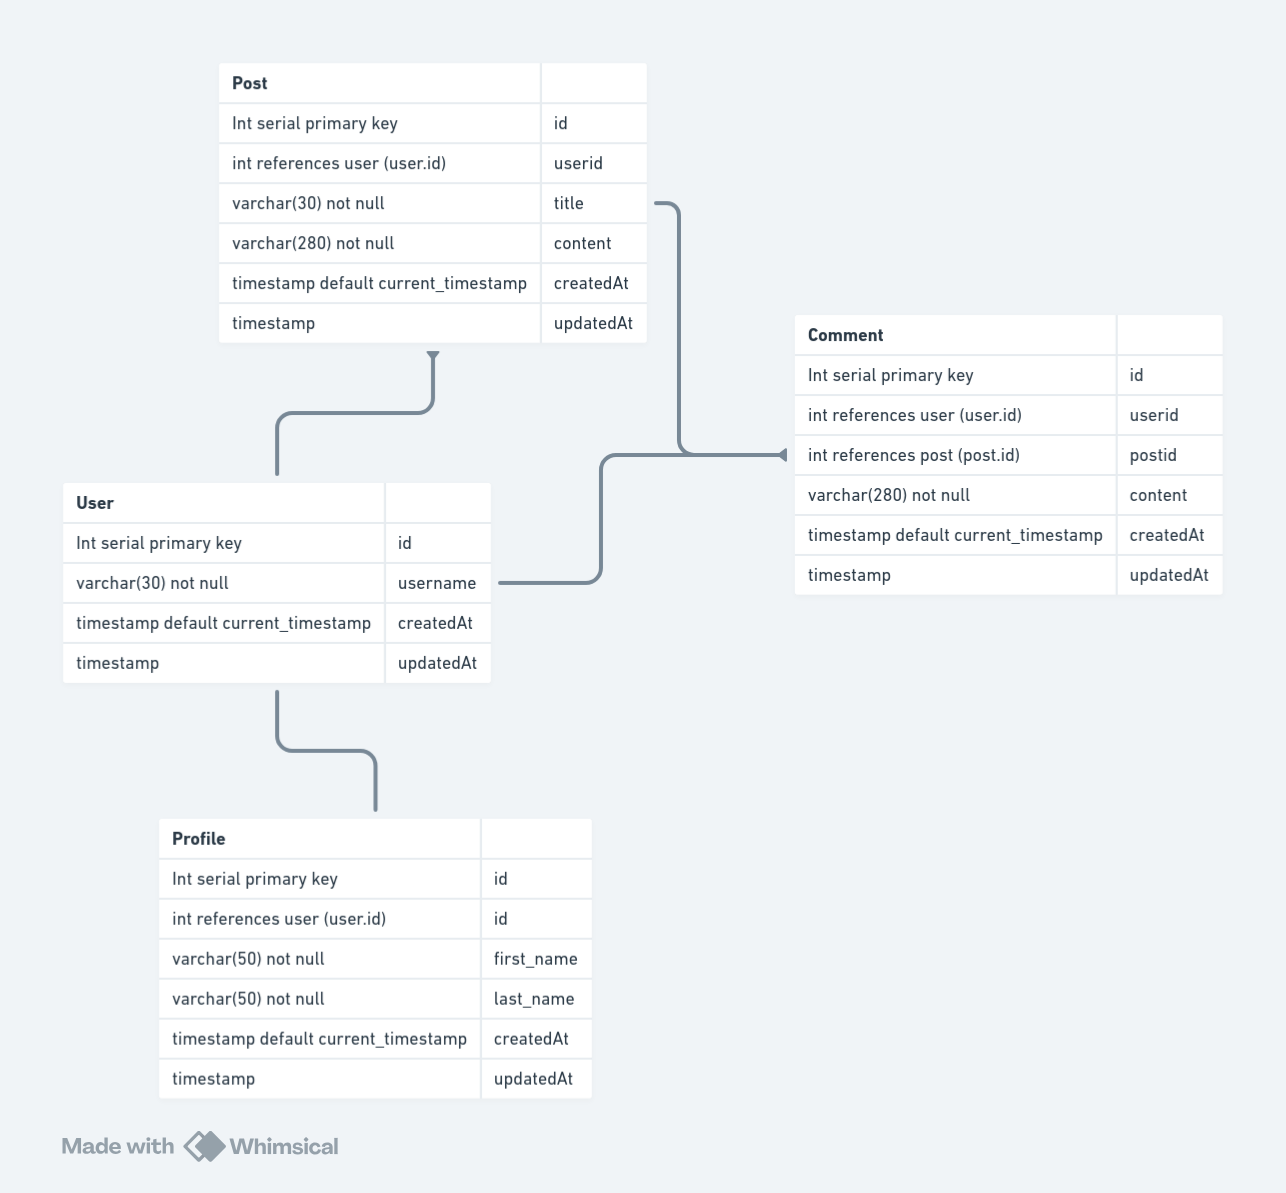 Post
Int serial primary key id
int references user (user.id) userid
varchar(30) not null title
varchar(280) not null content
timestamp default current_timestamp createdAt
timestamp updatedAt
Comment
Int serial primary key id
int references user (user.id) userid
int references post (post.id) postid
varchar(280) not null content
timestamp default current_timestamp createdAt
timestamp updatedAt
User
Int serial primary key id
varchar(30) not null username
timestamp default current_timestamp createdAt
timestamp updatedAt
Profile
Int serial primary key id
int references user (user.id) id
varchar(50) not null first_name
varchar(50) not null last_name
timestamp default current_timestamp createdAt
timestamp updatedAt
Made with Whimsical